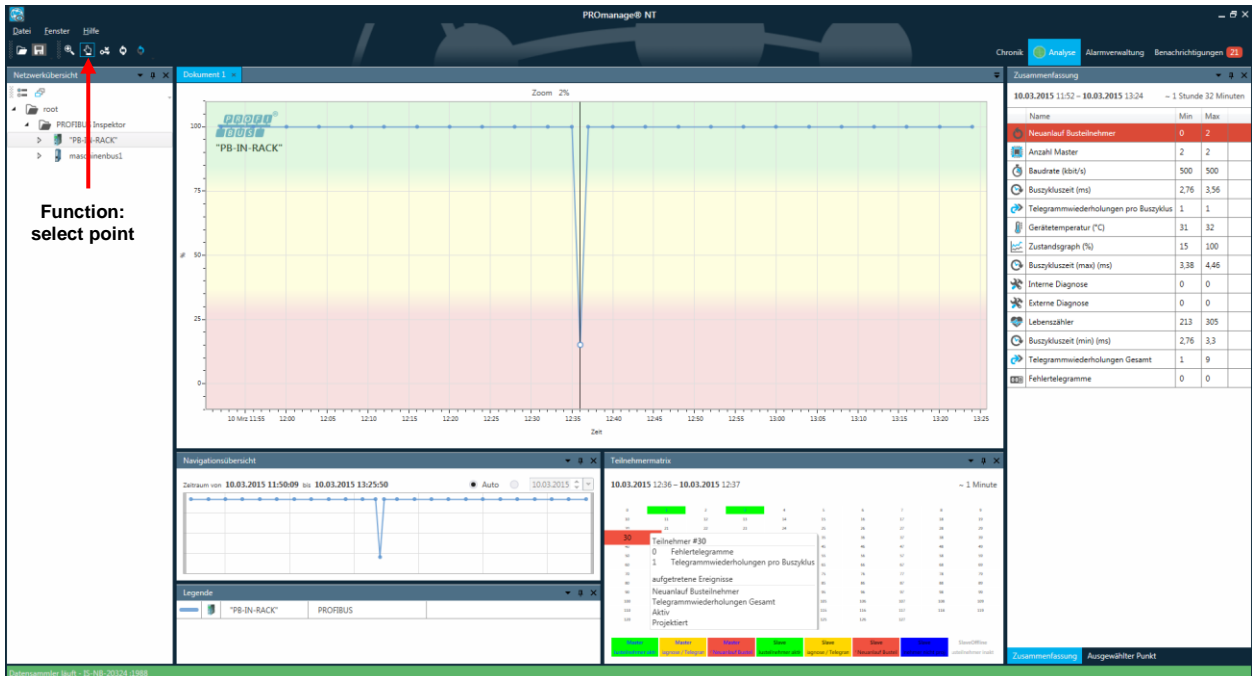 PROmanage® NT
Datei Fenster Hilfe
Chronik Analyse Alarmverwaltung Benachrichtigungen 21
Netzwerkübersicht
root
PROFIBUS Inspektor
"PB-IN-RACK"
maschinenbus1
Function:
select point
Dokument 1
Zoom 2%
PROFI
BUS
"PB-IN-RACK"
100
75
50
25
0
%
10 Mrz 11:55 12:00 12:05 12:10 12:15 12:20 12:25 12:30 12:35 12:40 12:45 12:50 12:55 13:00 13:05 13:10 13:15 13:20 13:25
Zeit
Navigationsübersicht
Zeitraum von 10.03.2015 11:50:09 bis 10.03.2015 13:25:50 Auto 10.03.2015
Legende
"PB-IN-RACK" PROFIBUS
Teilnehmermatrix
10.03.2015 12:36 – 10.03.2015 12:37 ~ 1 Minute
30
Teilnehmer #30
0 Fehlertelegramme
1 Telegrammwiederholungen pro Buszyklus
aufgetretene Ereignisse
Neuanlauf Busteilnehmer
Telegrammwiederholungen Gesamt
Aktiv
Projektiert
Master Master Master Slave Slave Slave
Zusammenfassung
10.03.2015 11:52 – 10.03.2015 13:24 ~ 1 Stunde 32 Minuten
Name Min Max
Neuanlauf Busteilnehmer 0 2
Anzahl Master 2 2
Baudrate (kbit/s) 500 500
Buszykluszeit (ms) 2,76 3,56
Telegrammwiederholungen pro Buszyklus 1 1
Gerätetemperatur (°C) 31 32
Zustandsgraph (%) 15 100
Buszykluszeit (max) (ms) 3,38 4,46
Interne Diagnose 0 0
Externe Diagnose 0 0
Lebenszähler 213 305
Buszykluszeit (min) (ms) 2,76 3,3
Telegrammwiederholungen Gesamt 1 9
Fehlertelegramme 0 0
Zusammenfassung Ausgewählter Punkt
Datensammler läuft - IS-NB-20324 :1988